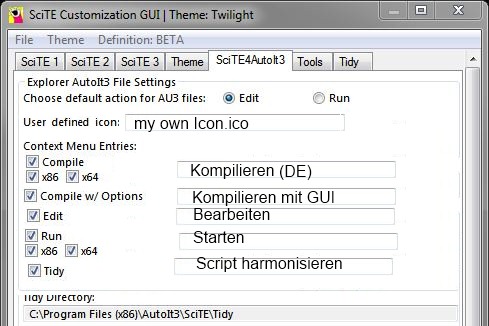 SciTE Customization GUI | Theme: Twilight
File Theme Definition: BETA
SciTE 1 SciTE 2 SciTE 3 Theme SciTE4AutoIt3 Tools Tidy
Explorer AutoIt3 File Settings
Choose default action for AU3 files: Edit Run
User defined icon: my own Icon.ico
Context Menu Entries:
Compile
x86 x64 Kompilieren (DE)
Compile w/ Options Kompilieren mit GUI
Edit Bearbeiten
Run Starten
x86 x64
Tidy Script harmonisieren
Tidy Directory:
C:\Program Files (x86)\AutoIt3\SciTE\Tidy